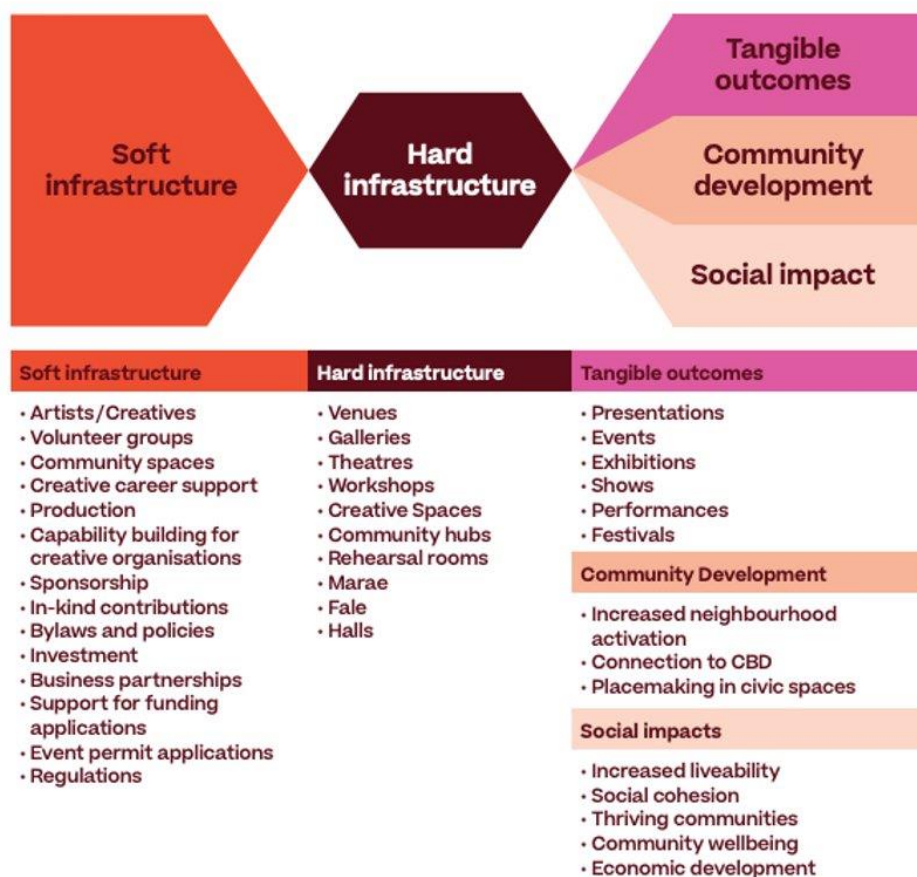 Soft
infrastructure
Hard
infrastructure
Tangible
outcomes
Community
development
Social impact
Soft infrastructure
• Artists/Creatives
• Volunteer groups
• Community spaces
• Creative career support
• Production
• Capability building for
creative organisations
• Sponsorship
• In-kind contributions
• Bylaws and policies
• Investment
• Business partnerships
• Support for funding
applications
• Event permit applications
• Regulations
Hard infrastructure
• Venues
• Galleries
• Theatres
• Workshops
• Creative Spaces
• Community hubs
• Rehearsal rooms
• Marae
• Fale
• Halls
Tangible outcomes
• Presentations
• Events
• Exhibitions
• Shows
• Performances
• Festivals
Community Development
• Increased neighbourhood
activation
• Connection to CBD
• Placemaking in civic spaces
Social impacts
• Increased liveability
• Social cohesion
• Thriving communities
• Community wellbeing
• Economic development